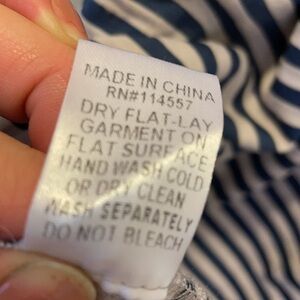 MADE IN CHINA
RN#114557
DRY FLAT-LAY
GARMENT ON
FLAT SURFACE
HAND WASH COLD
OR DRY CLEAN
WASH SEPARATELY
DO NOT BLEACH